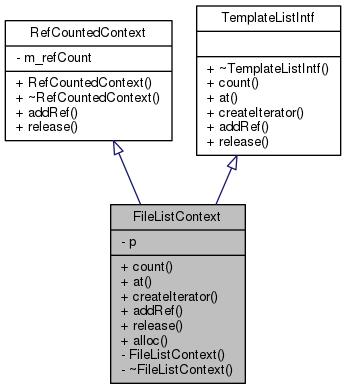 RefCountedContext
- m_refCount
+ RefCountedContext()
+ ~RefCountedContext()
+ addRef()
+ release()
TemplateListIntf
+ ~TemplateListIntf()
+ count()
+ at()
+ createIterator()
+ addRef()
+ release()
FileListContext
- p
+ count()
+ at()
+ createIterator()
+ addRef()
+ release()
+ alloc()
- FileListContext()
- ~FileListContext()